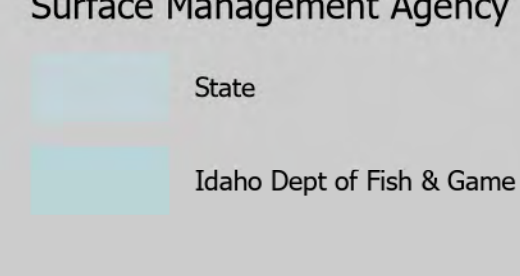 Surface Management Agency
State
Idaho Dept of Fish & Game